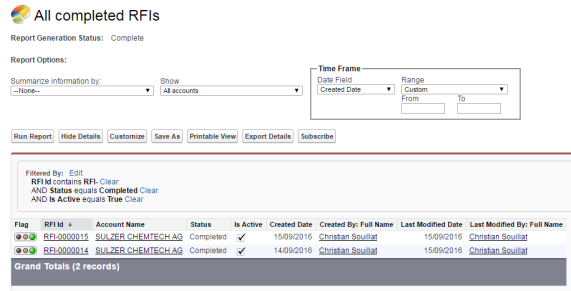 All completed RFIs
Report Generation Status: Complete
Report Options:
Summarize information by:
--None--
Show
All accounts
Time Frame
Date Field
Created Date
Range
Custom
From
To
Run Report Hide Details Customize Save As Printable View Export Details Subscribe
Filtered By: Edit
RFI Id contains RFI- Clear
AND Status equals Completed Clear
AND Is Active equals True Clear
Flag RFI Id Account Name Status Is Active Created Date Created By: Full Name Last Modified Date Last Modified By: Full Name
RFI-0000015 SULZER CHEMTECH AG Completed 15/09/2016 Christian Souillat 15/09/2016 Christian Souillat
RFI-0000014 SULZER CHEMTECH AG Completed 14/09/2016 Christian Souillat 15/09/2016 Christian Souillat
Grand Totals (2 records)